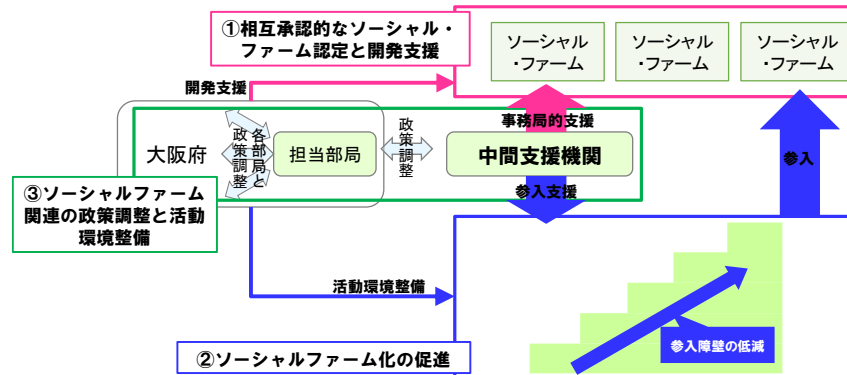 ①相互承認的なソーシャル・
ファーム認定と開発支援
ソーシャル
・ファーム
ソーシャル
・ファーム
ソーシャル
・ファーム
開発支援
大阪府
各部局と
政策調整
担当部局
政策調整
事務局的支援
中間支援機関
参入支援
参入
③ソーシャルファーム
関連の政策調整と活動
環境整備
活動環境整備
参入障壁の低減
②ソーシャルファーム化の促進